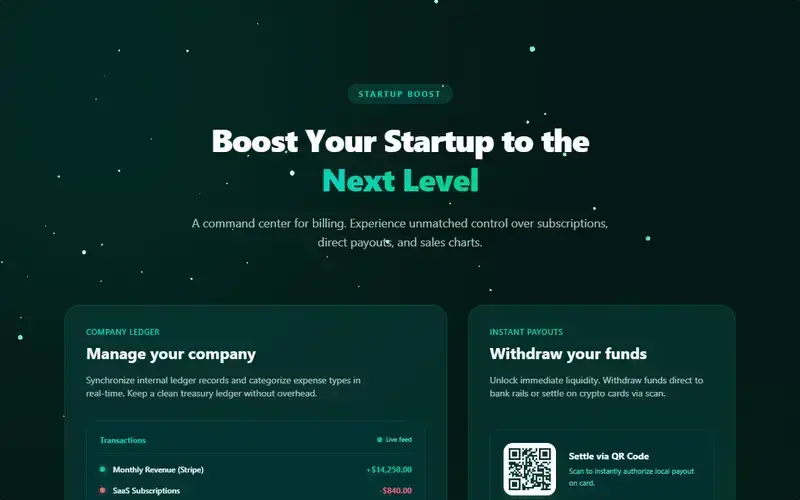 STARTUP BOOST
Boost Your Startup to the
Next Level
A command center for billing. Experience unmatched control over subscriptions,
direct payouts, and sales charts.
COMPANY LEDGER
Manage your company
Synchronize internal ledger records and categorize expense types in
real-time. Keep a clean treasury ledger without overhead.
Transactions
Live feed
Monthly Revenue (Stripe)
+$14,250.00
SaaS Subscriptions
-$840.00
INSTANT PAYOUTS
Withdraw your funds
Unlock immediate liquidity. Withdraw funds direct to
bank rails or settle on crypto cards via scan.
Settle via QR Code
Scan to instantly authorize local payout
on card.